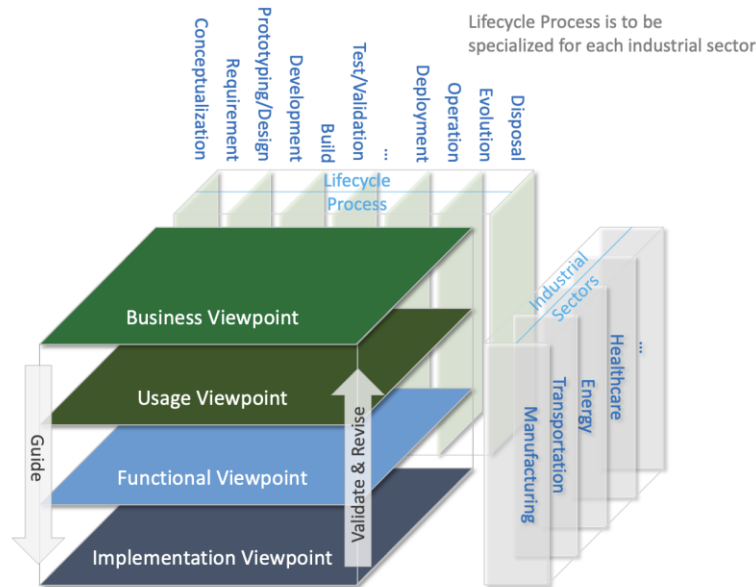 Lifecycle Process is to be
specialized for each industrial sector
Conceptualization
Requirement
Prototyping/Design
Development
Build
Test/Validation
...
Deployment
Operation
Evolution
Disposal
Lifecycle
Process
Business Viewpoint
Usage Viewpoint
Functional Viewpoint
Implementation Viewpoint
Guide
Validate & Revise
Industrial
Sectors
Manufacturing
Transportation
Energy
Healthcare
...